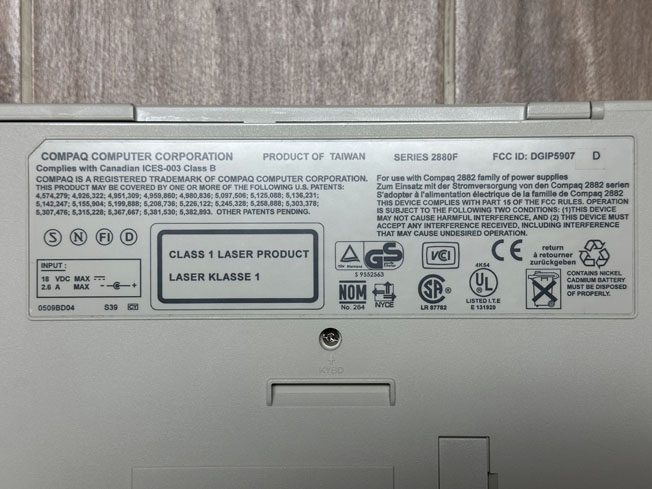 COMPAQ COMPUTER CORPORATION PRODUCT OF TAIWAN SERIES 2880F FCC ID: DGIP5907 D
Complies with Canadian ICES-003 Class B
COMPAQ IS A REGISTERED TRADEMARK OF COMPAQ COMPUTER CORPORATION.
THIS PRODUCT MAY BE COVERED BY ONE OR MORE OF THE FOLLOWING U.S. PATENTS:
4,574,279; 4,926,322; 4,951,309; 4,959,860; 4,980,836; 5,097,506; 5,125,088; 5,136,231;
5,142,247; 5,155,904; 5,199,888; 5,208,736; 5,226,122; 5,245,328; 5,258,888; 5,303,378;
5,307,476; 5,315,228; 5,367,667; 5,381,530; 5,382,893. OTHER PATENTS PENDING.
For use with Compaq 2882 family of power supplies
Zum Einsatz mit der Stromversorgung von den Compaq 2882 serien
S'adapter à l'alimentation électrique de la famille de Compaq 2882
THIS DEVICE COMPLIES WITH PART 15 OF THE FCC RULES. OPERATION
IS SUBJECT TO THE FOLLOWING TWO CONDITIONS: (1)THIS DEVICE
MAY NOT CAUSE HARMFUL INTERFERENCE, AND (2) THIS DEVICE MUST
ACCEPT ANY INTERFERENCE RECEIVED, INCLUDING INTERFERENCE
THAT MAY CAUSE UNDESIRED OPERATION.
S N FI D
INPUT :
18 VDC MAX
2.6 A MAX - +
0509BD04 S39
CLASS 1 LASER PRODUCT
LASER KLASSE 1
GS
S 9552563
VCI
4K54
UL
LISTED I.T.E
E 131920
CE
return
à retourner
zurückgeben
NOM
No. 264
NYCE
SA
LR 87782
CONTAINS NICKEL
CADMIUM BATTERY
MUST BE DISPOSED
OF PROPERLY.
KYBD